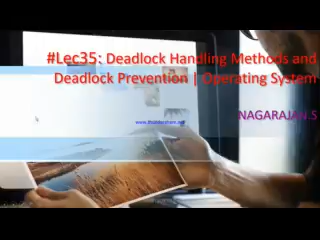 #Lec35: Deadlock Handling Methods and
Deadlock Prevention | Operating System
NAGARAJAN.S